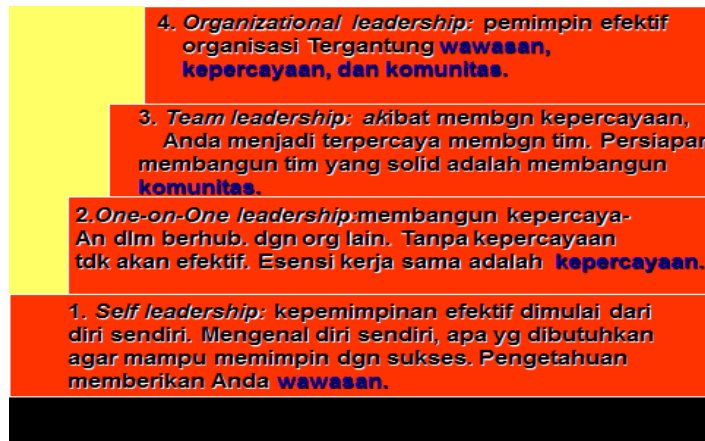 4. Organizational leadership: pemimpin efektif
organisasi Tergantung wawasan,
kepercayaan, dan komunitas.
3. Team leadership: akibat membgn kepercayaan,
Anda menjadi terpercaya membgn tim. Persiapan
membangun tim yang solid adalah membangun
komunitas.
2.One-on-One leadership:membangun kepercaya-
An dlm berhub. dgn org lain. Tanpa kepercayaan
tdk akan efektif. Esensi kerja sama adalah kepercayaan.
1. Self leadership: kepemimpinan efektif dimulai dari
diri sendiri. Mengenal diri sendiri, apa yg dibutuhkan
agar mampu memimpin dgn sukses. Pengetahuan
memberikan Anda wawasan.